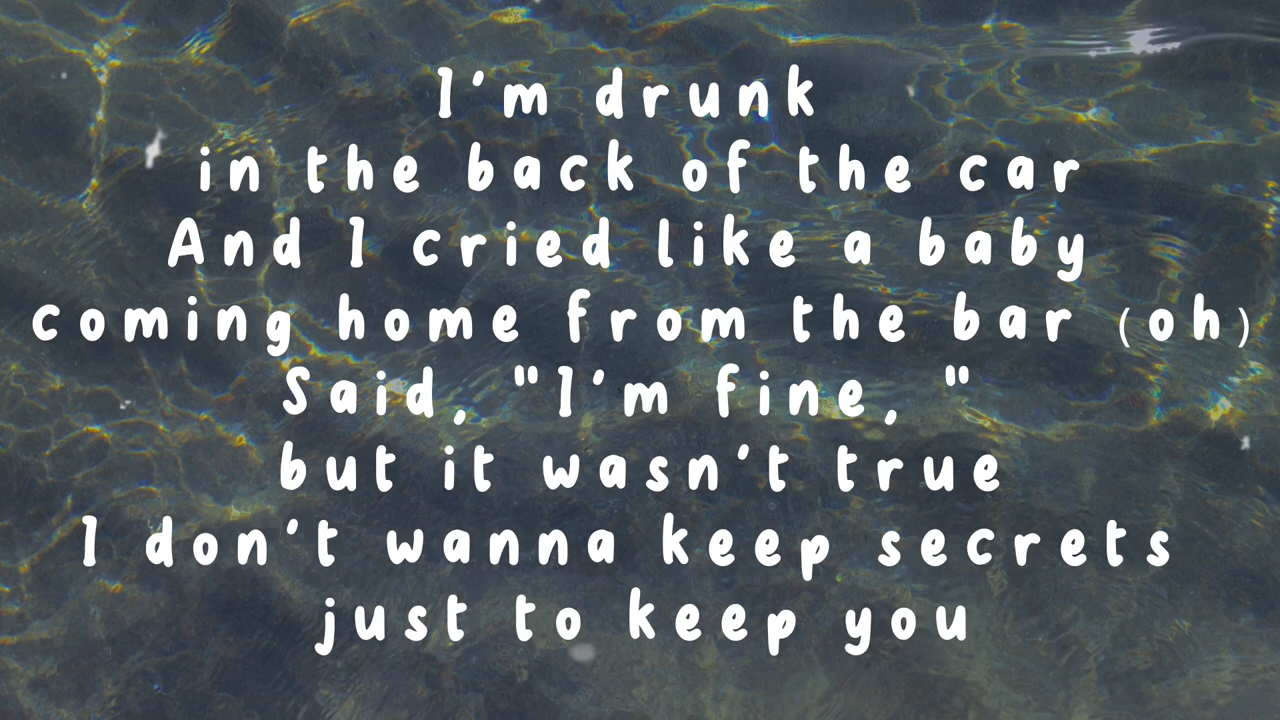 I'm drunk
in the back of the car
And I cried like a baby
coming home from the bar (oh)
Said, "I'm fine, "
but it wasn't true
I don't wanna keep secrets
just to keep you